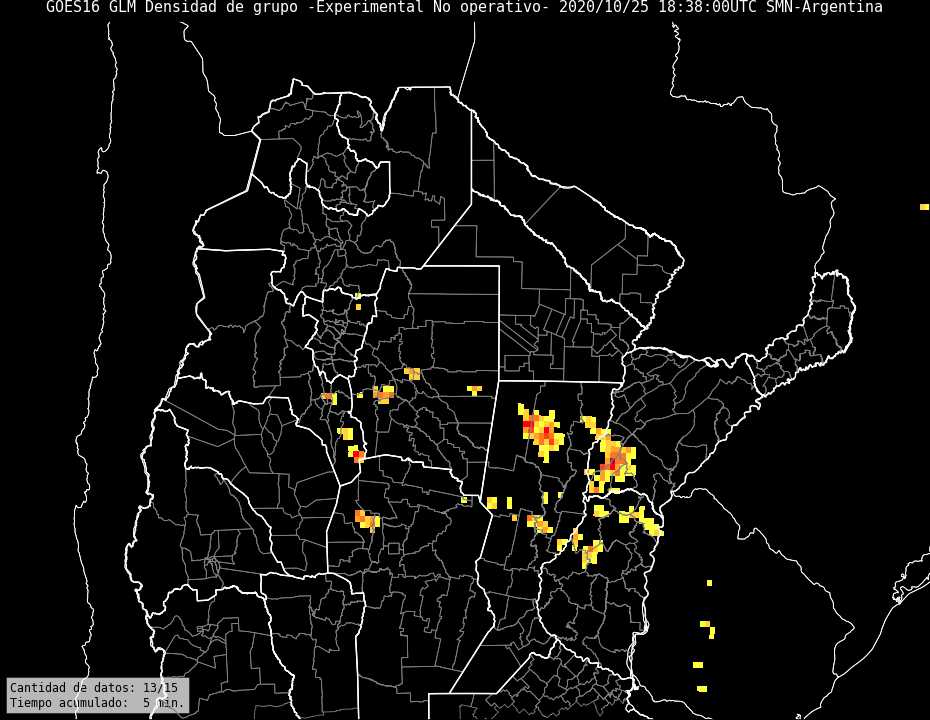 GOES16 GLM Densidad de grupo -Experimental No operativo- 2020/10/25 18:38:00UTC SMN-Argentina
Cantidad de datos: 13/15
Tiempo acumulado: 5 min.